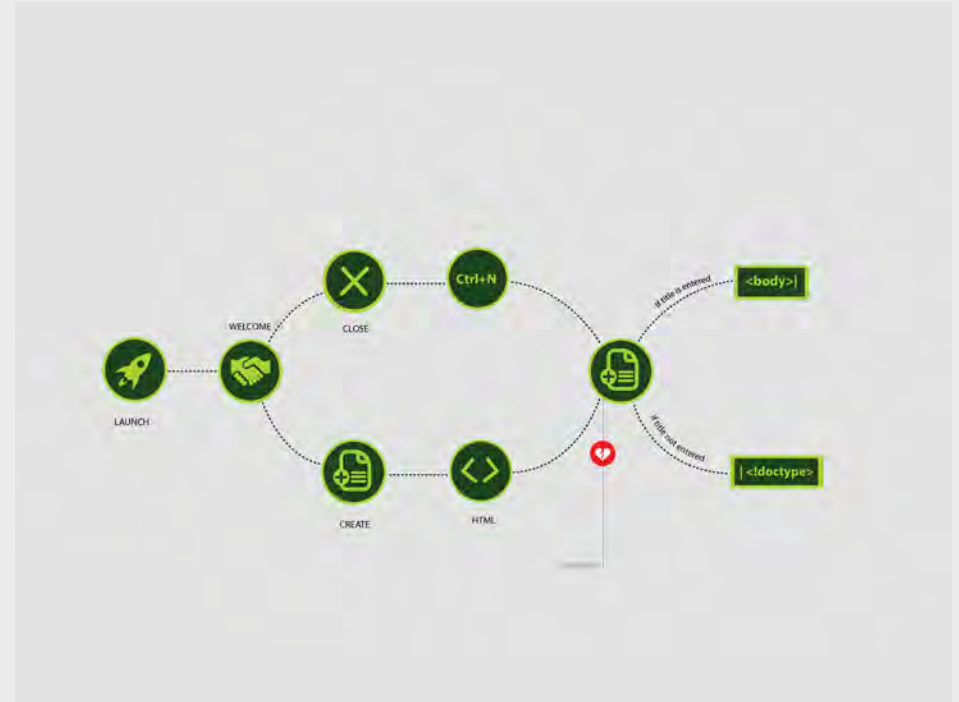 WELCOME
CLOSE
Ctrl+N
If title is entered
<body>|
LAUNCH
CREATE
HTML
if title not entered
|<!doctype>